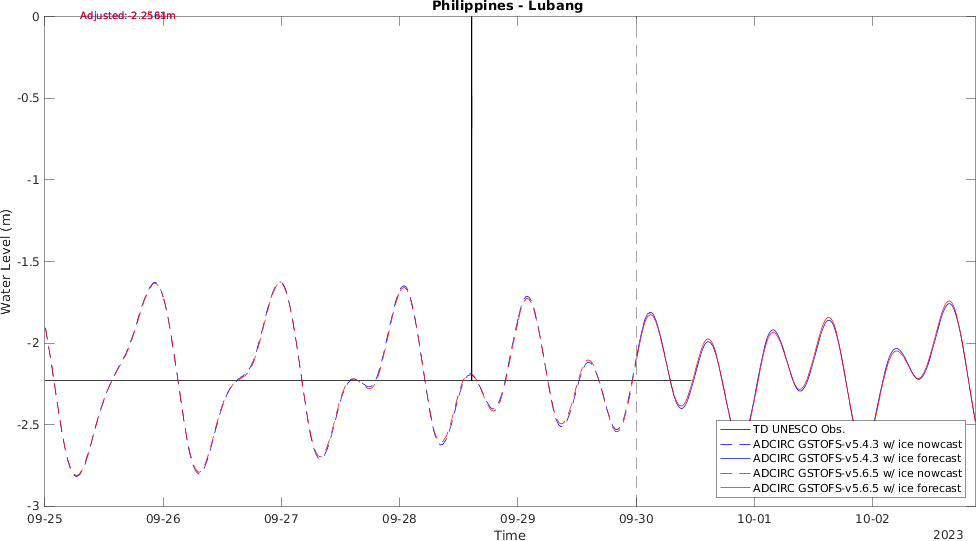 Philippines - Lubang
Adjusted:-2.2561m
Water Level (m)
0
-0.5
-1
-1.5
-2
-2.5
-3
09-25
09-26
09-27
09-28
09-29
09-30
10-01
10-02
Time
2023
TD UNESCO Obs.
ADCIRC GSTOFS-v5.4.3 w/ ice nowcast
ADCIRC GSTOFS-v5.4.3 w/ ice forecast
ADCIRC GSTOFS-v5.6.5 w/ ice nowcast
ADCIRC GSTOFS-v5.6.5 w/ ice forecast